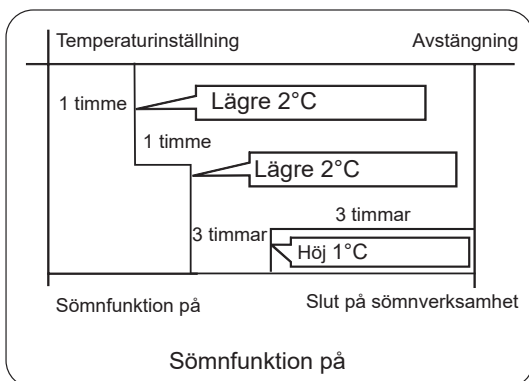 Temperaturinställning Avstängning
1 timme Lägre 2°C
1 timme
Lägre 2°C
3 timmar
3 timmar
Höj 1°C
Sömnfunktion på Slut på sömnverksamhet
Sömnfunktion på